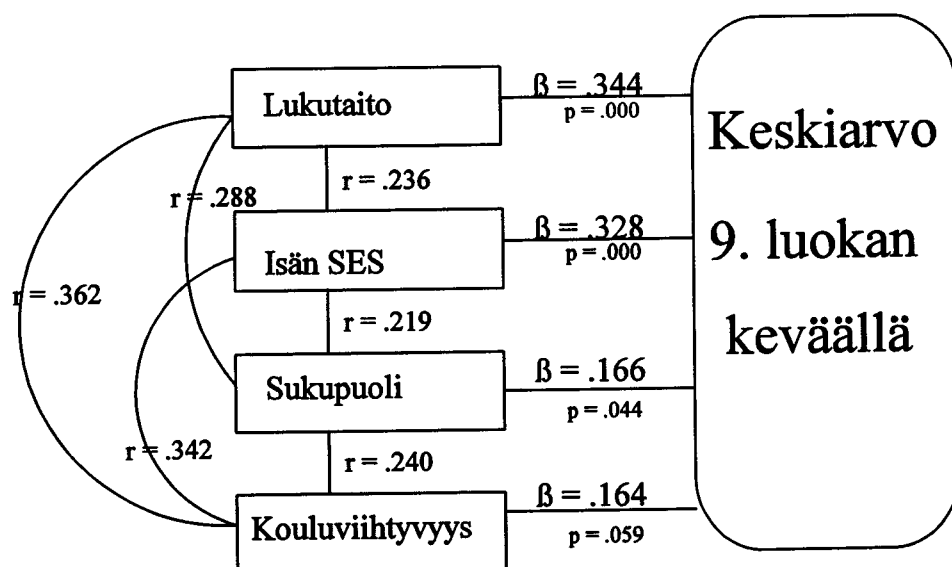 Lukutaito
ß = .344
p = .000
r = .236
r = .288
Isän SES
ß = .328
p = .000
r = .362
r = .219
Sukupuoli
ß = .166
p = .044
r = .342
r = .240
Kouluviihtyvyys
ß = .164
p = .059
Keskiarvo
9. luokan
keväällä